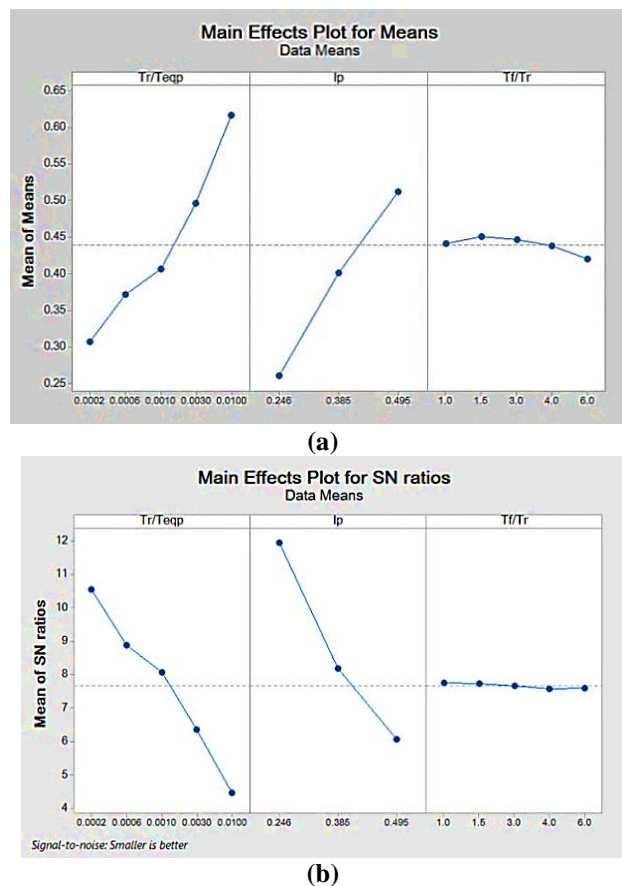 Main Effects Plot for Means
Data Means
Tr/Teqp Ip Tf/Tr
Mean of Means
0.65
0.60
0.55
0.50
0.45
0.40
0.35
0.30
0.25
0.0002 0.0006 0.0010 0.0030 0.0100 0.246 0.385 0.495 1.0 1.5 3.0 4.0 6.0
(a)
Main Effects Plot for SN ratios
Data Means
Tr/Teqp Ip Tf/Tr
Mean of SN ratios
12
11
10
9
8
7
6
5
4
0.0002 0.0006 0.0010 0.0030 0.0100 0.246 0.385 0.495 1.0 1.5 3.0 4.0 6.0
Signal-to-noise: Smaller is better
(b)